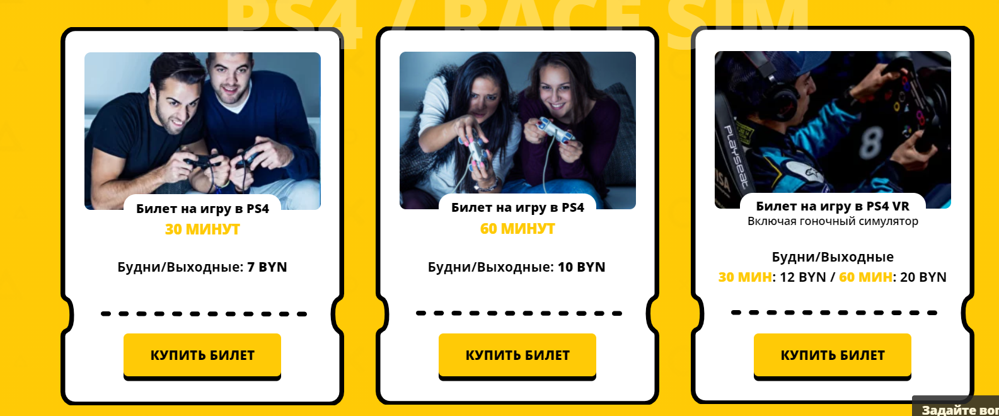 PS4 / RACE SIM
PlaySeat
8
Билет на игру в PS4
30 МИНУТ
Будни/Выходные: 7 BYN
КУПИТЬ БИЛЕТ
Билет на игру в PS4
60 МИНУТ
Будни/Выходные: 10 BYN
КУПИТЬ БИЛЕТ
Билет на игру в PS4 VR
Включая гоночный симулятор
Будни/Выходные
30 МИН: 12 BYN / 60 МИН: 20 BYN
КУПИТЬ БИЛЕТ
Задайте